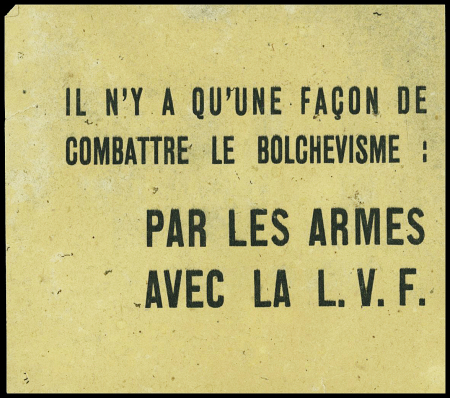 IL N'Y A QU'UNE FAÇON DE
COMBATTRE LE BOLCHEVISME :
PAR LES ARMES
AVEC LA L.V.F.